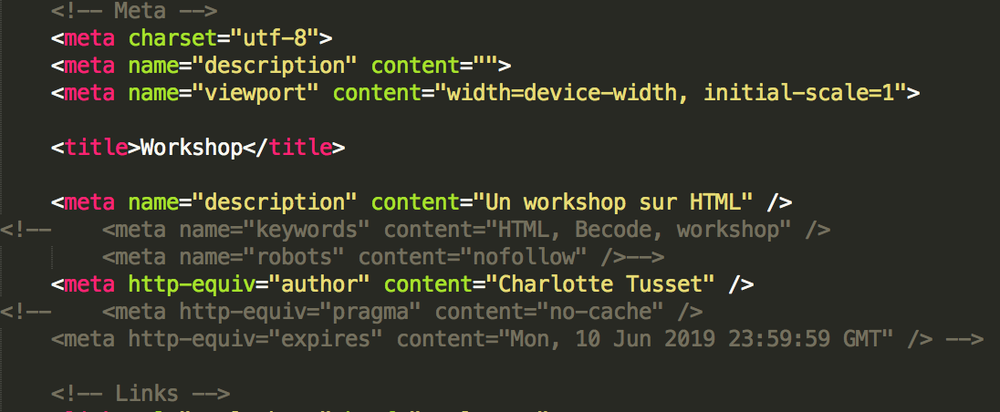 <!-- Meta -->
<meta charset="utf-8">
<meta name="description" content="">
<meta name="viewport" content="width=device-width, initial-scale=1">
<title>Workshop</title>
<meta name="description" content="Un workshop sur HTML" />
<!-- <meta name="keywords" content="HTML, Becode, workshop" />
<meta name="robots" content="nofollow" />-->
<meta http-equiv="author" content="Charlotte Tusset" />
<!-- <meta http-equiv="pragma" content="no-cache" />
<meta http-equiv="expires" content="Mon, 10 Jun 2019 23:59:59 GMT" /> -->
<!-- Links -->